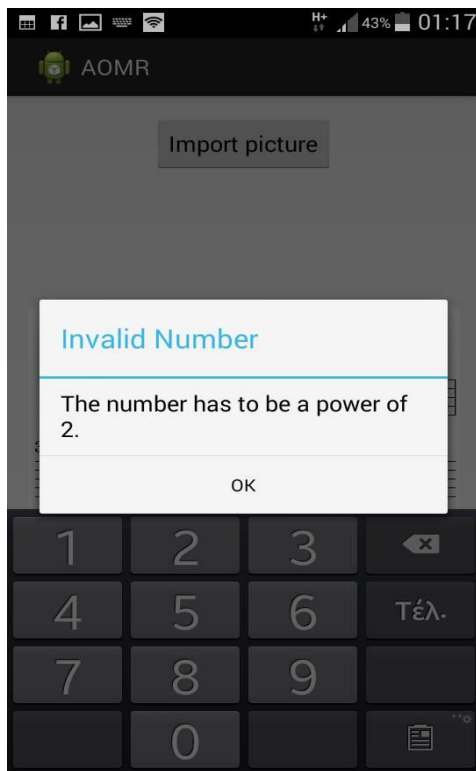 H+ 43% 01:17
AOMR
Import picture
Invalid Number
The number has to be a power of
2.
OK
1 2 3
4 5 6 Τέλ.
7 8 9
0